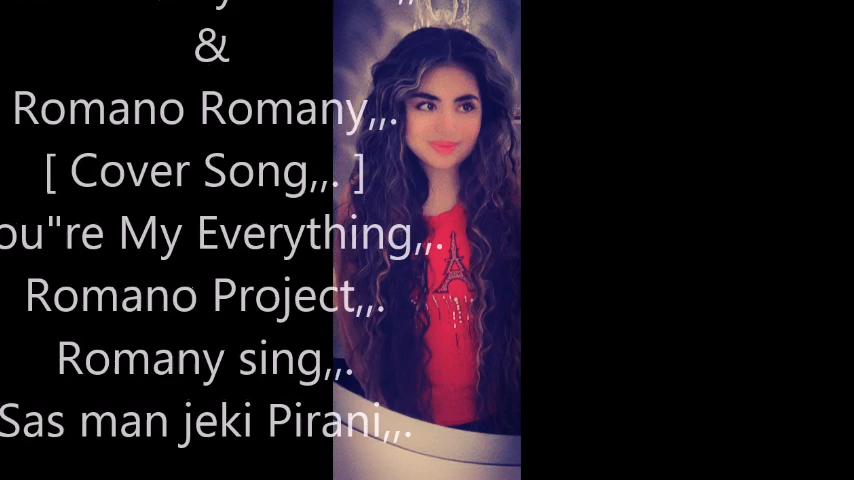 &
Romano Romany,,.
[ Cover Song,,. ]
ou"re My Everything,,.
Romano Project,,.
Romany sing,,.
Sas man jeki Pirani,,.